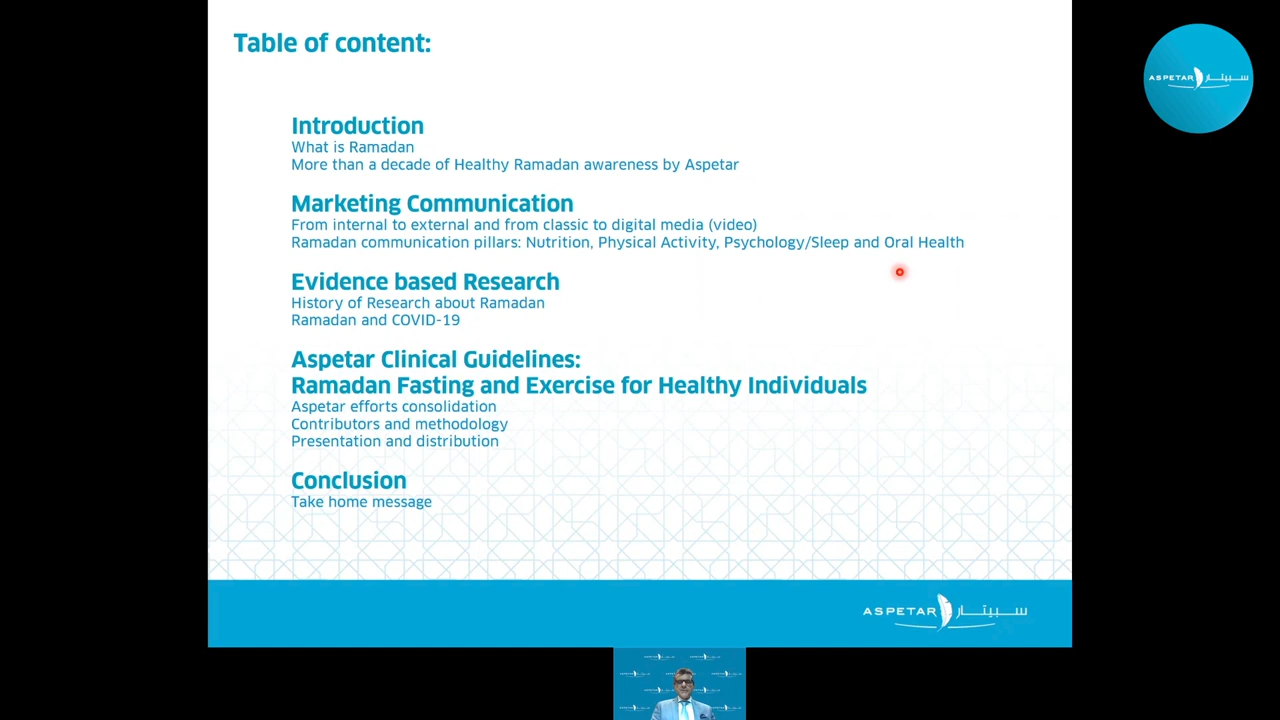 Table of content:
ASPETAR سبيتار
Introduction
What is Ramadan
More than a decade of Healthy Ramadan awareness by Aspetar
Marketing Communication
From internal to external and from classic to digital media (video)
Ramadan communication pillars: Nutrition, Physical Activity, Psychology/Sleep and Oral Health
Evidence based Research
History of Research about Ramadan
Ramadan and COVID-19
Aspetar Clinical Guidelines:
Ramadan Fasting and Exercise for Healthy Individuals
Aspetar efforts consolidation
Contributors and methodology
Presentation and distribution
Conclusion
Take home message
ASPETAR سبيتار